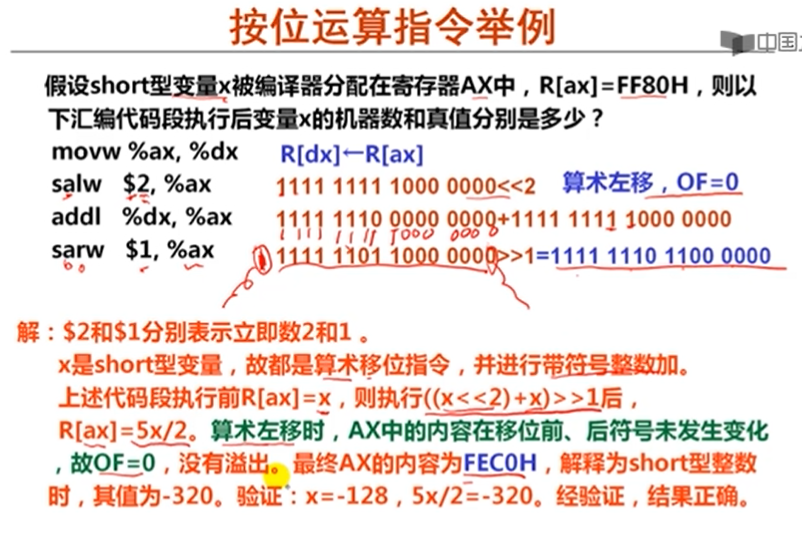 按位运算指令举例
中国大
假设short型变量x被编译器分配在寄存器AX中，R[ax]=FF80H，则以
下汇编代码段执行后变量x的机器数和真值分别是多少？
movw %ax, %dx R[dx]←R[ax]
salw $2, %ax 1111 1111 1000 0000<<2 算术左移，OF=0
addl %dx, %ax 1111 1110 0000 0000+1111 1111 1000 0000
1111 1111 1000 0000
sarw $1, %ax 1111 1101 1000 0000>>1=1111 1110 1100 0000
解：$2和$1分别表示立即数2和1 。
x是short型变量，故都是算术移位指令，并进行带符号整数加。
上述代码段执行前R[ax]=x，则执行((x<<2)+x)>>1后，
R[ax]=5x/2。算术左移时，AX中的内容在移位前、后符号未发生变化
，故OF=0，没有溢出。最终AX的内容为FEC0H，解释为short型整数
时，其值为-320。验证：x=-128，5x/2=-320。经验证，结果正确。